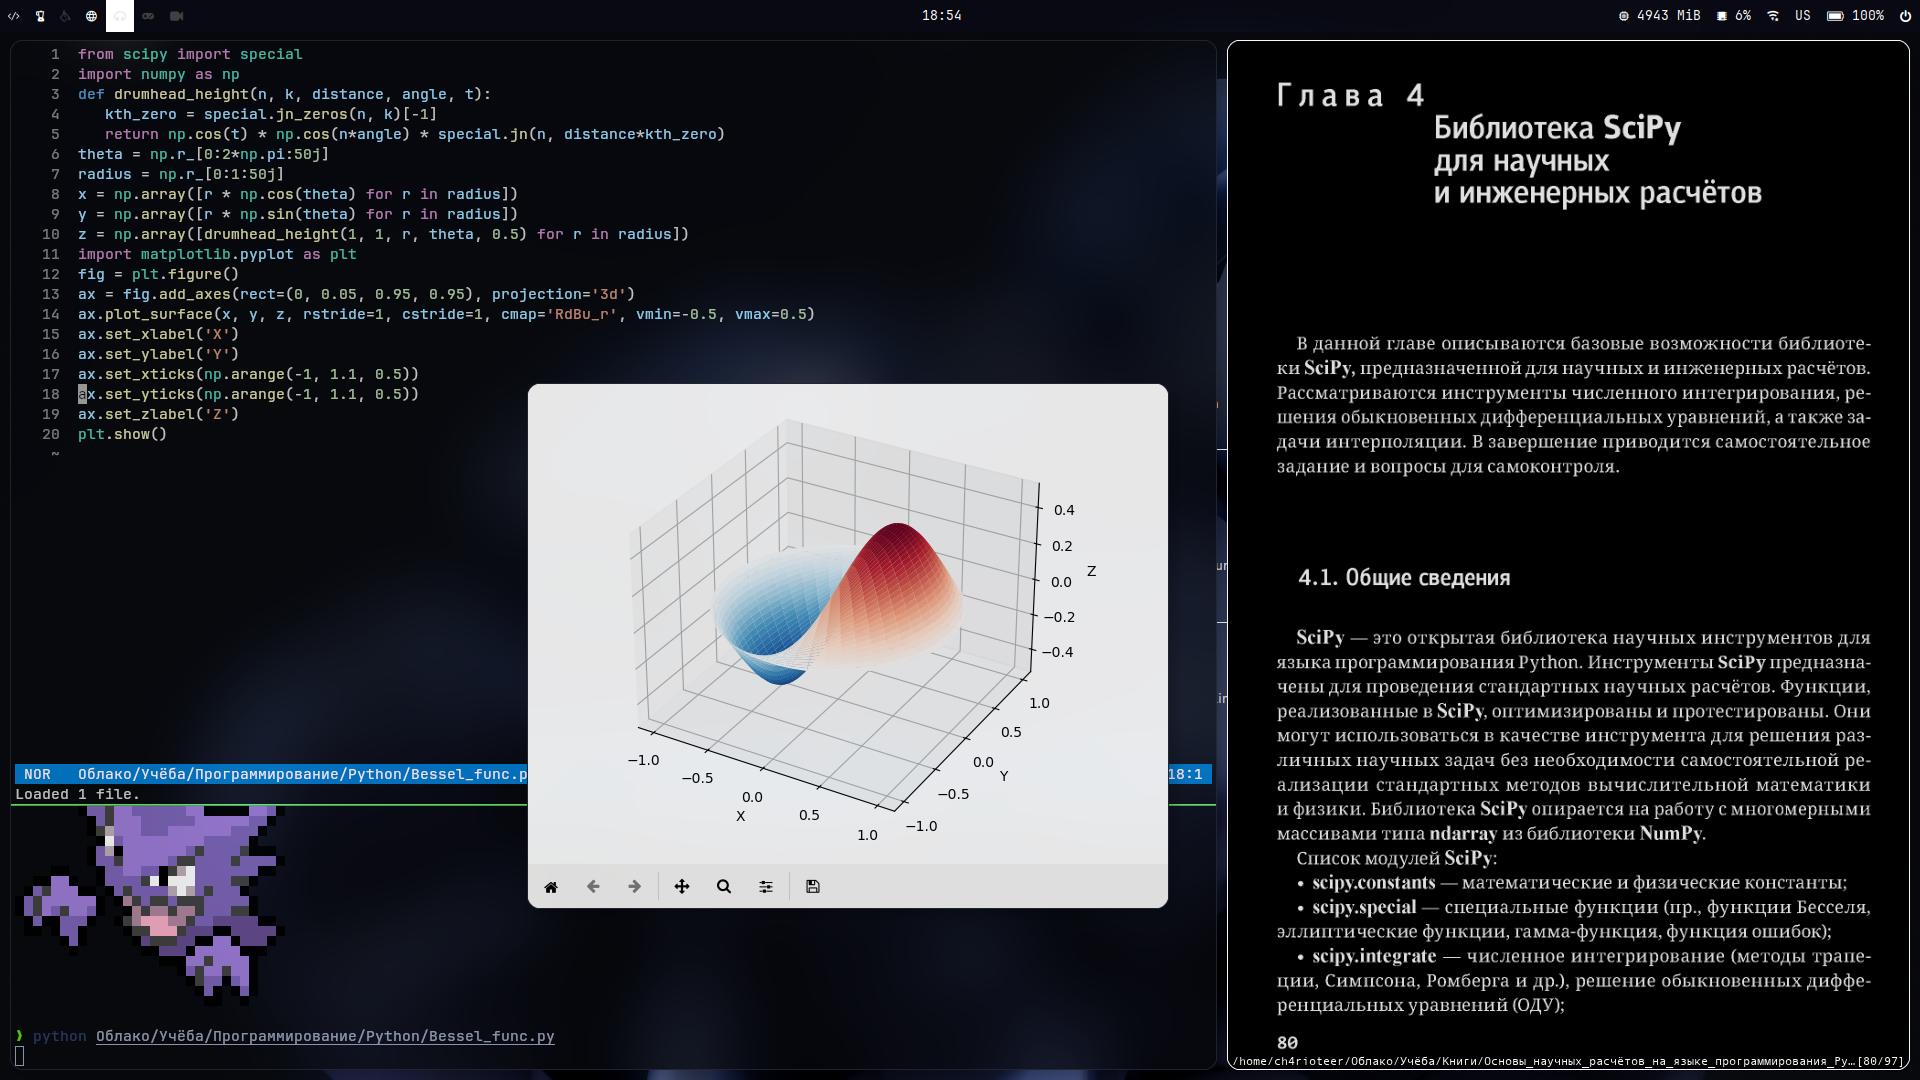 18:54
4943 MiB 6% US 100%
1 from scipy import special
2 import numpy as np
3 def drumhead_height(n, k, distance, angle, t):
4 kth_zero = special.jn_zeros(n, k)[-1]
5 return np.cos(t) * np.cos(n*angle) * special.jn(n, distance*kth_zero)
6 theta = np.r_[0:2*np.pi:50j]
7 radius = np.r_[0:1:50j]
8 x = np.array([r * np.cos(theta) for r in radius])
9 y = np.array([r * np.sin(theta) for r in radius])
10 z = np.array([drumhead_height(1, 1, r, theta, 0.5) for r in radius])
11 import matplotlib.pyplot as plt
12 fig = plt.figure()
13 ax = fig.add_axes(rect=(0, 0.05, 0.95, 0.95), projection='3d')
14 ax.plot_surface(x, y, z, rstride=1, cstride=1, cmap='RdBu_r', vmin=-0.5, vmax=0.5)
15 ax.set_xlabel('X')
16 ax.set_ylabel('Y')
17 ax.set_xticks(np.arange(-1, 1.1, 0.5))
18 ax.set_yticks(np.arange(-1, 1.1, 0.5))
19 ax.set_zlabel('Z')
20 plt.show()
~
NOR Облако/Учёба/Программирование/Python/Bessel_func.p
18:1
Loaded 1 file.
❯ python Облако/Учёба/Программирование/Python/Bessel_func.py
0.4
0.2
0.0
−0.2
−0.4
Z
1.0
0.5
0.0
−0.5
−1.0
Y
−1.0
−0.5
0.0
0.5
1.0
X
Глава 4
Библиотека SciPy
для научных
и инженерных расчётов
В данной главе описываются базовые возможности библиоте-
ки SciPy, предназначенной для научных и инженерных расчётов.
Рассматриваются инструменты численного интегрирования, ре-
шения обыкновенных дифференциальных уравнений, а также за-
дачи интерполяции. В завершение приводится самостоятельное
задание и вопросы для самоконтроля.
4.1. Общие сведения
SciPy — это открытая библиотека научных инструментов для
языка программирования Python. Инструменты SciPy предназна-
чены для проведения стандартных научных расчётов. Функции,
реализованные в SciPy, оптимизированы и протестированы. Они
могут использоваться в качестве инструмента для решения раз-
личных научных задач без необходимости самостоятельной ре-
ализации стандартных методов вычислительной математики
и физики. Библиотека SciPy опирается на работу с многомерными
массивами типа ndarray из библиотеки NumPy.
Список модулей SciPy:
• scipy.constants — математические и физические константы;
• scipy.special — специальные функции (пр., функции Бесселя,
эллиптические функции, гамма-функция, функция ошибок);
• scipy.integrate — численное интегрирование (методы трапе-
ции, Симпсона, Ромберга и др.), решение обыкновенных диффе-
ренциальных уравнений (ОДУ);
80
/home/ch4rioteer/Облако/Учёба/Книги/Основы_научных_расчётов_на_языке_программирования_Py…[80/97]